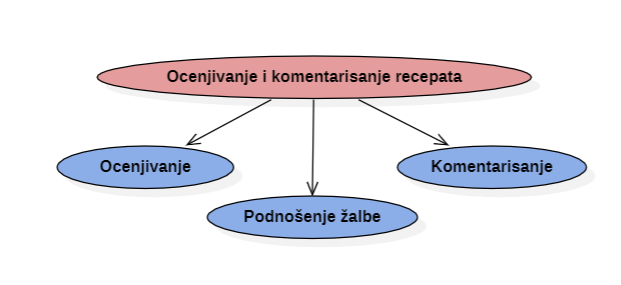 Ocenjivanje i komentarisanje recepata
Ocenjivanje
Komentarisanje
Podnošenje žalbe